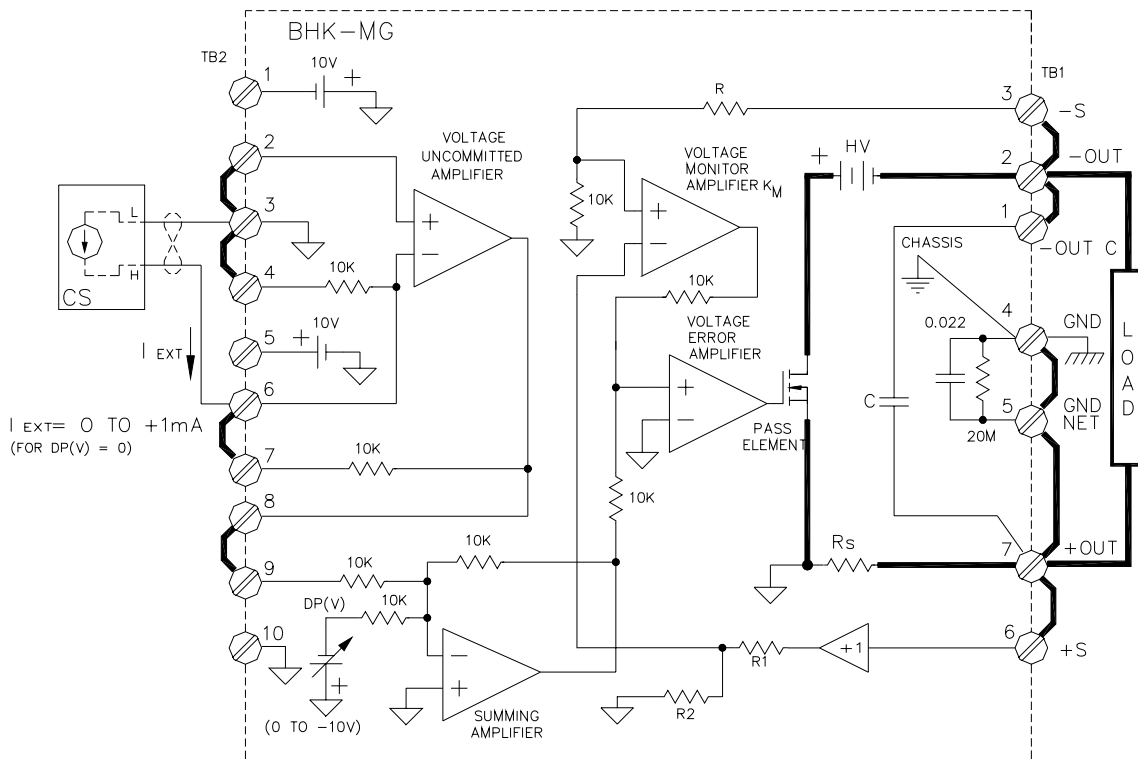 BHK-MG
TB2
1
10V
+
2
VOLTAGE
UNCOMMITTED
AMPLIFIER
+
−
3
4
10K
5
+
10V
6
7
10K
8
9
10K
10K
DP(V)
10K
10
+
(0 TO -10V)
−
+
SUMMING
AMPLIFIER
L
H
CS
I EXT
I EXT= 0 TO +1mA
(FOR DP(V) = 0)
R
10K
VOLTAGE
MONITOR
AMPLIFIER KM
+
−
10K
VOLTAGE
ERROR
AMPLIFIER
+
−
10K
PASS
ELEMENT
+
HV
TB1
3
-S
2
-OUT
1
-OUT C
CHASSIS
4
GND
0.022
5
GND
NET
20M
C
LOAD
Rs
7
+OUT
6
+S
+1
R1
R2